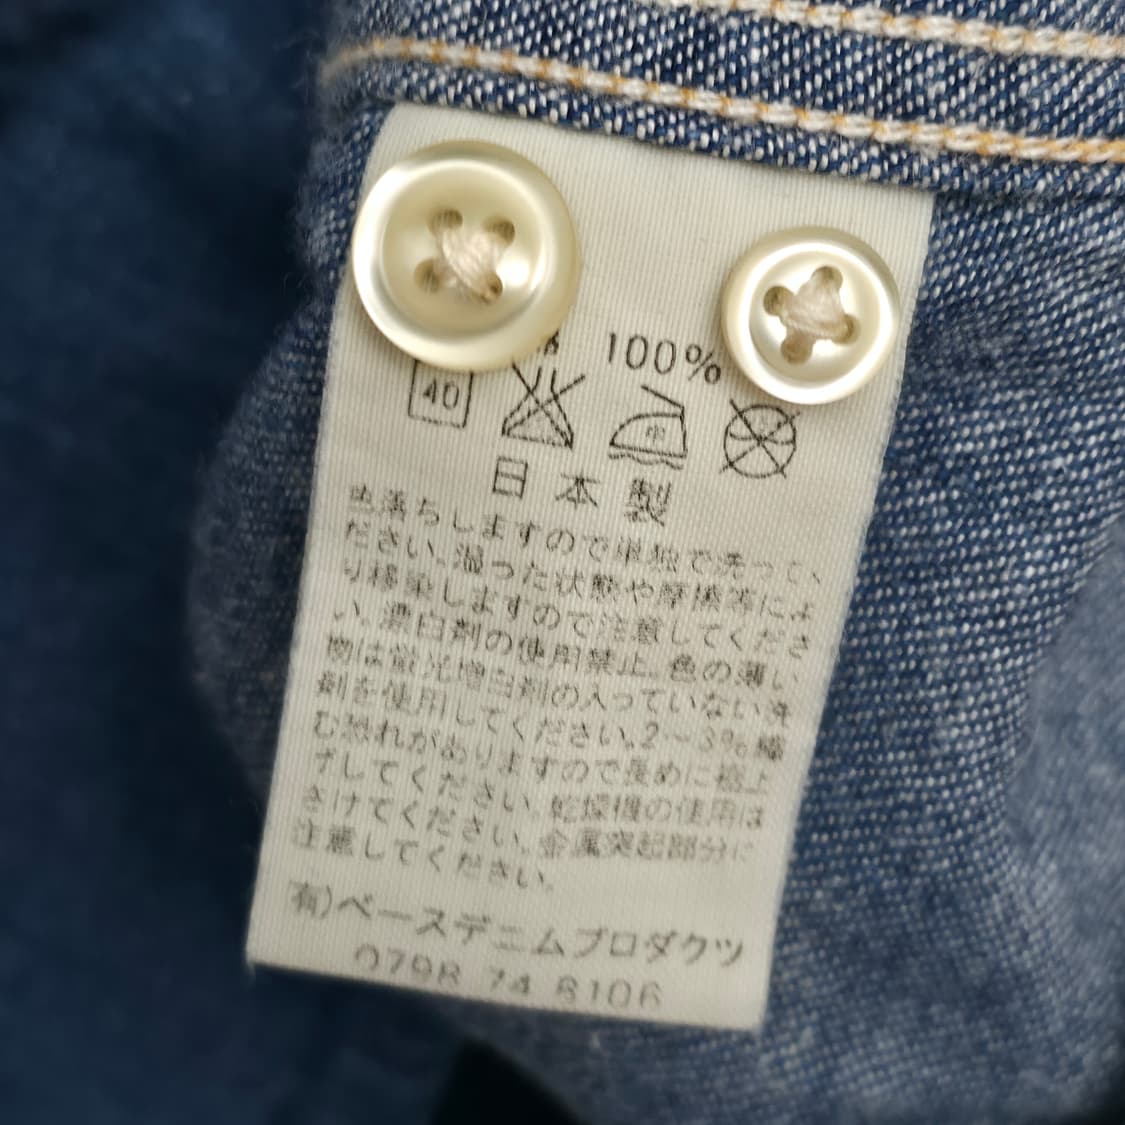 100%
40
中
日本製
色落ちしますので単独で洗って、
ださい。湿った状態や摩擦等によ
り移染しますので注意してくださ
い。漂白剤の使用禁止。色の薄い
物は蛍光増白剤の入っていない洗
剤を使用してください。2～3%縮
む恐れがありますので長めに裾上
げしてください。乾燥機の使用は
さけてください。金属突起部分に
注意してください。
有)ベースデニムプロダクツ
0798 74 8106